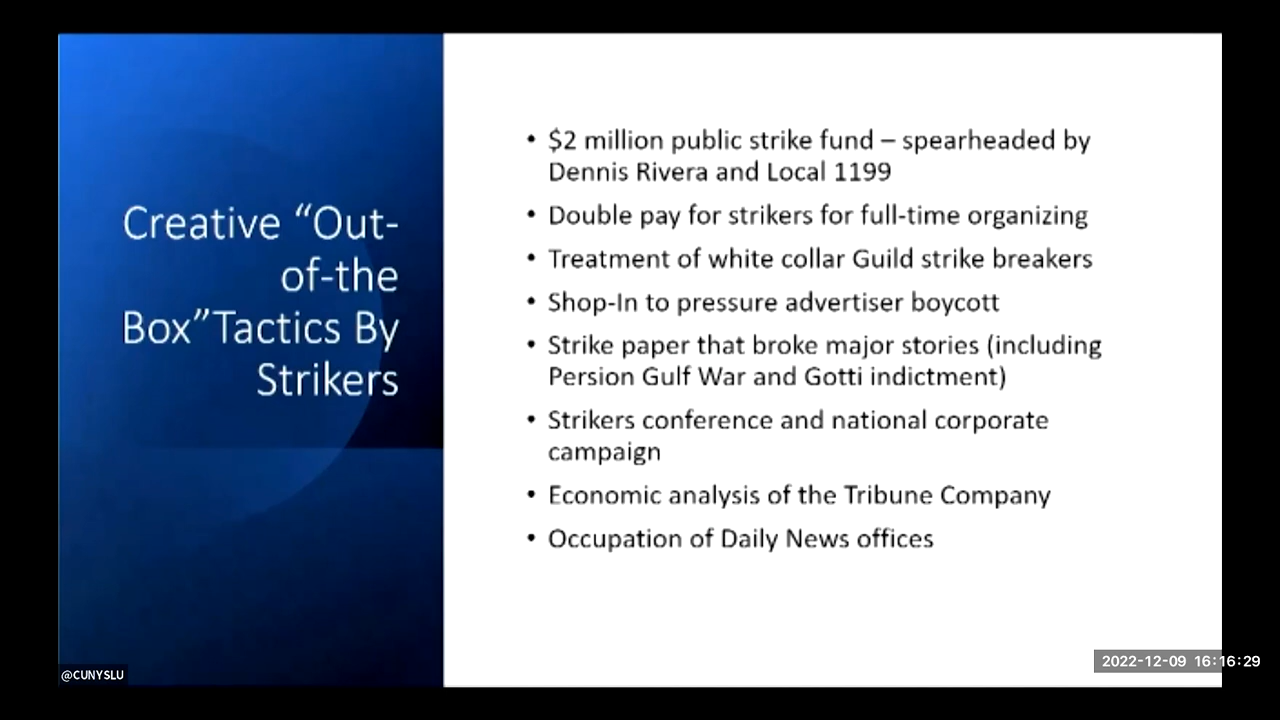 Creative “Out-
of-the
Box”Tactics By
Strikers
• $2 million public strike fund – spearheaded by
Dennis Rivera and Local 1199
• Double pay for strikers for full-time organizing
• Treatment of white collar Guild strike breakers
• Shop-In to pressure advertiser boycott
• Strike paper that broke major stories (including
Persion Gulf War and Gotti indictment)
• Strikers conference and national corporate
campaign
• Economic analysis of the Tribune Company
• Occupation of Daily News offices
@CUNYSLU
2022-12-09 16:16:29